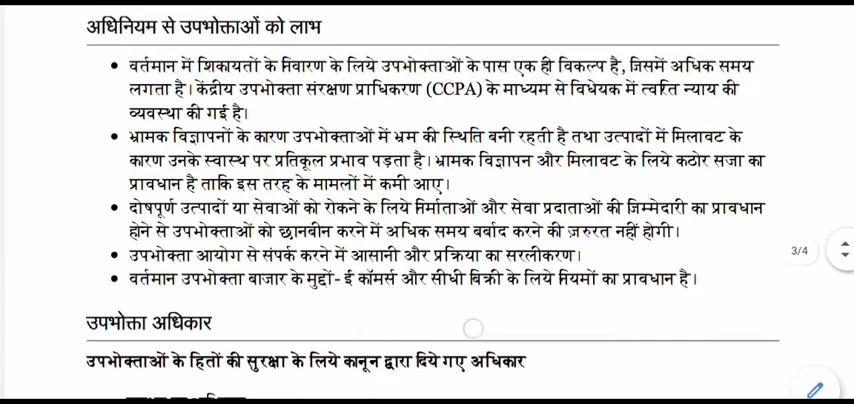 अधिनियम से उपभोक्ताओं को लाभ
• वर्तमान में शिकायतों के निवारण के लिये उपभोक्ताओं के पास एक ही विकल्प है, जिसमें अधिक समय
लगता है। केंद्रीय उपभोक्ता संरक्षण प्राधिकरण (CCPA) के माध्यम से विधेयक में त्वरित न्याय की
व्यवस्था की गई है।
• भ्रामक विज्ञापनों के कारण उपभोक्ताओं में भ्रम की स्थिति बनी रहती है तथा उत्पादों में मिलावट के
कारण उनके स्वास्थ पर प्रतिकूल प्रभाव पड़ता है। भ्रामक विज्ञापन और मिलावट के लिये कठोर सजा का
प्रावधान है ताकि इस तरह के मामलों में कमी आए।
• दोषपूर्ण उत्पादों या सेवाओं को रोकने के लिये निर्माताओं और सेवा प्रदाताओं की ज़िम्मेदारी का प्रावधान
होने से उपभोक्ताओं को छानबीन करने में अधिक समय बर्बाद करने की ज़रुरत नहीं होगी।
• उपभोक्ता आयोग से संपर्क करने में आसानी और प्रक्रिया का सरलीकरण।
3/4
• वर्तमान उपभोक्ता बाजार के मुद्दों- ई कॉमर्स और सीधी बिक्री के लिये नियमों का प्रावधान है।
उपभोक्ता अधिकार
उपभोक्ताओं के हितों की सुरक्षा के लिये कानून द्वारा दिये गए अधिकार